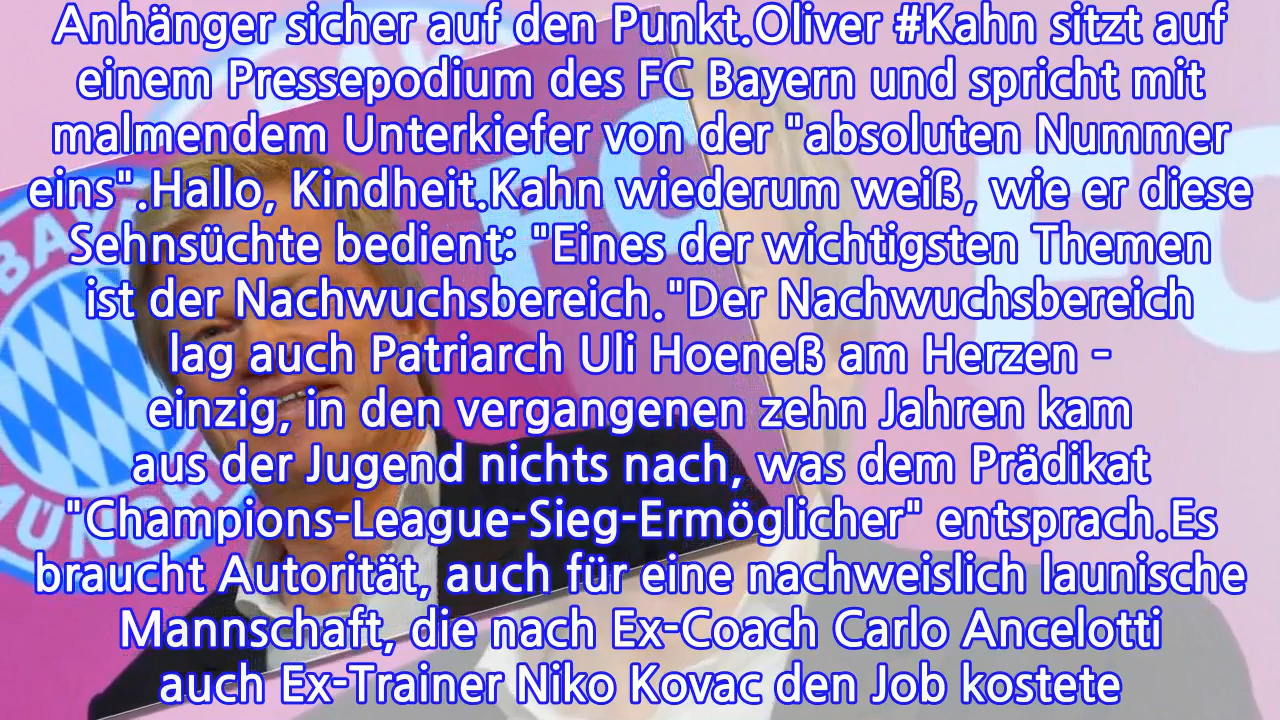 Anhänger sicher auf den Punkt.Oliver #Kahn sitzt auf
einem Pressepodium des FC Bayern und spricht mit
malmendem Unterkiefer von der "absoluten Nummer
eins".Hallo, Kindheit.Kahn wiederum weiß, wie er diese
Sehnsüchte bedient: "Eines der wichtigsten Themen
ist der Nachwuchsbereich."Der Nachwuchsbereich
lag auch Patriarch Uli Hoeneß am Herzen -
einzig, in den vergangenen zehn Jahren kam
aus der Jugend nichts nach, was dem Prädikat
"Champions-League-Sieg-Ermöglicher" entsprach.Es
braucht Autorität, auch für eine nachweislich launische
Mannschaft, die nach Ex-Coach Carlo Ancelotti
auch Ex-Trainer Niko Kovac den Job kostete
FC
FC
BA
MÜNCH